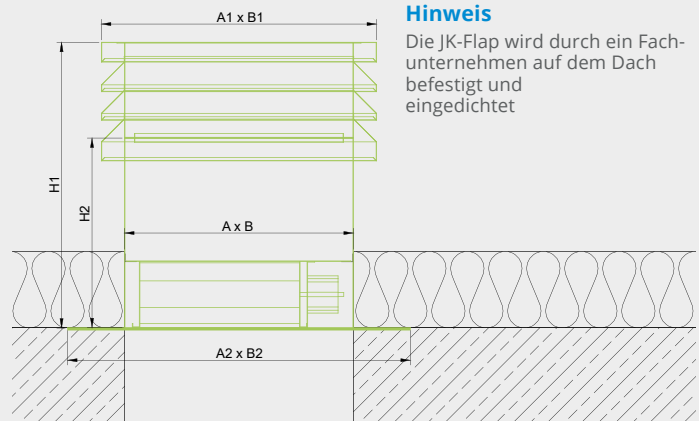 A1 x B1
Hinweis
Die JK-Flap wird durch ein Fach-
unternehmen auf dem Dach
befestigt und
eingedichtet
H1
H2
A x B
A2 x B2